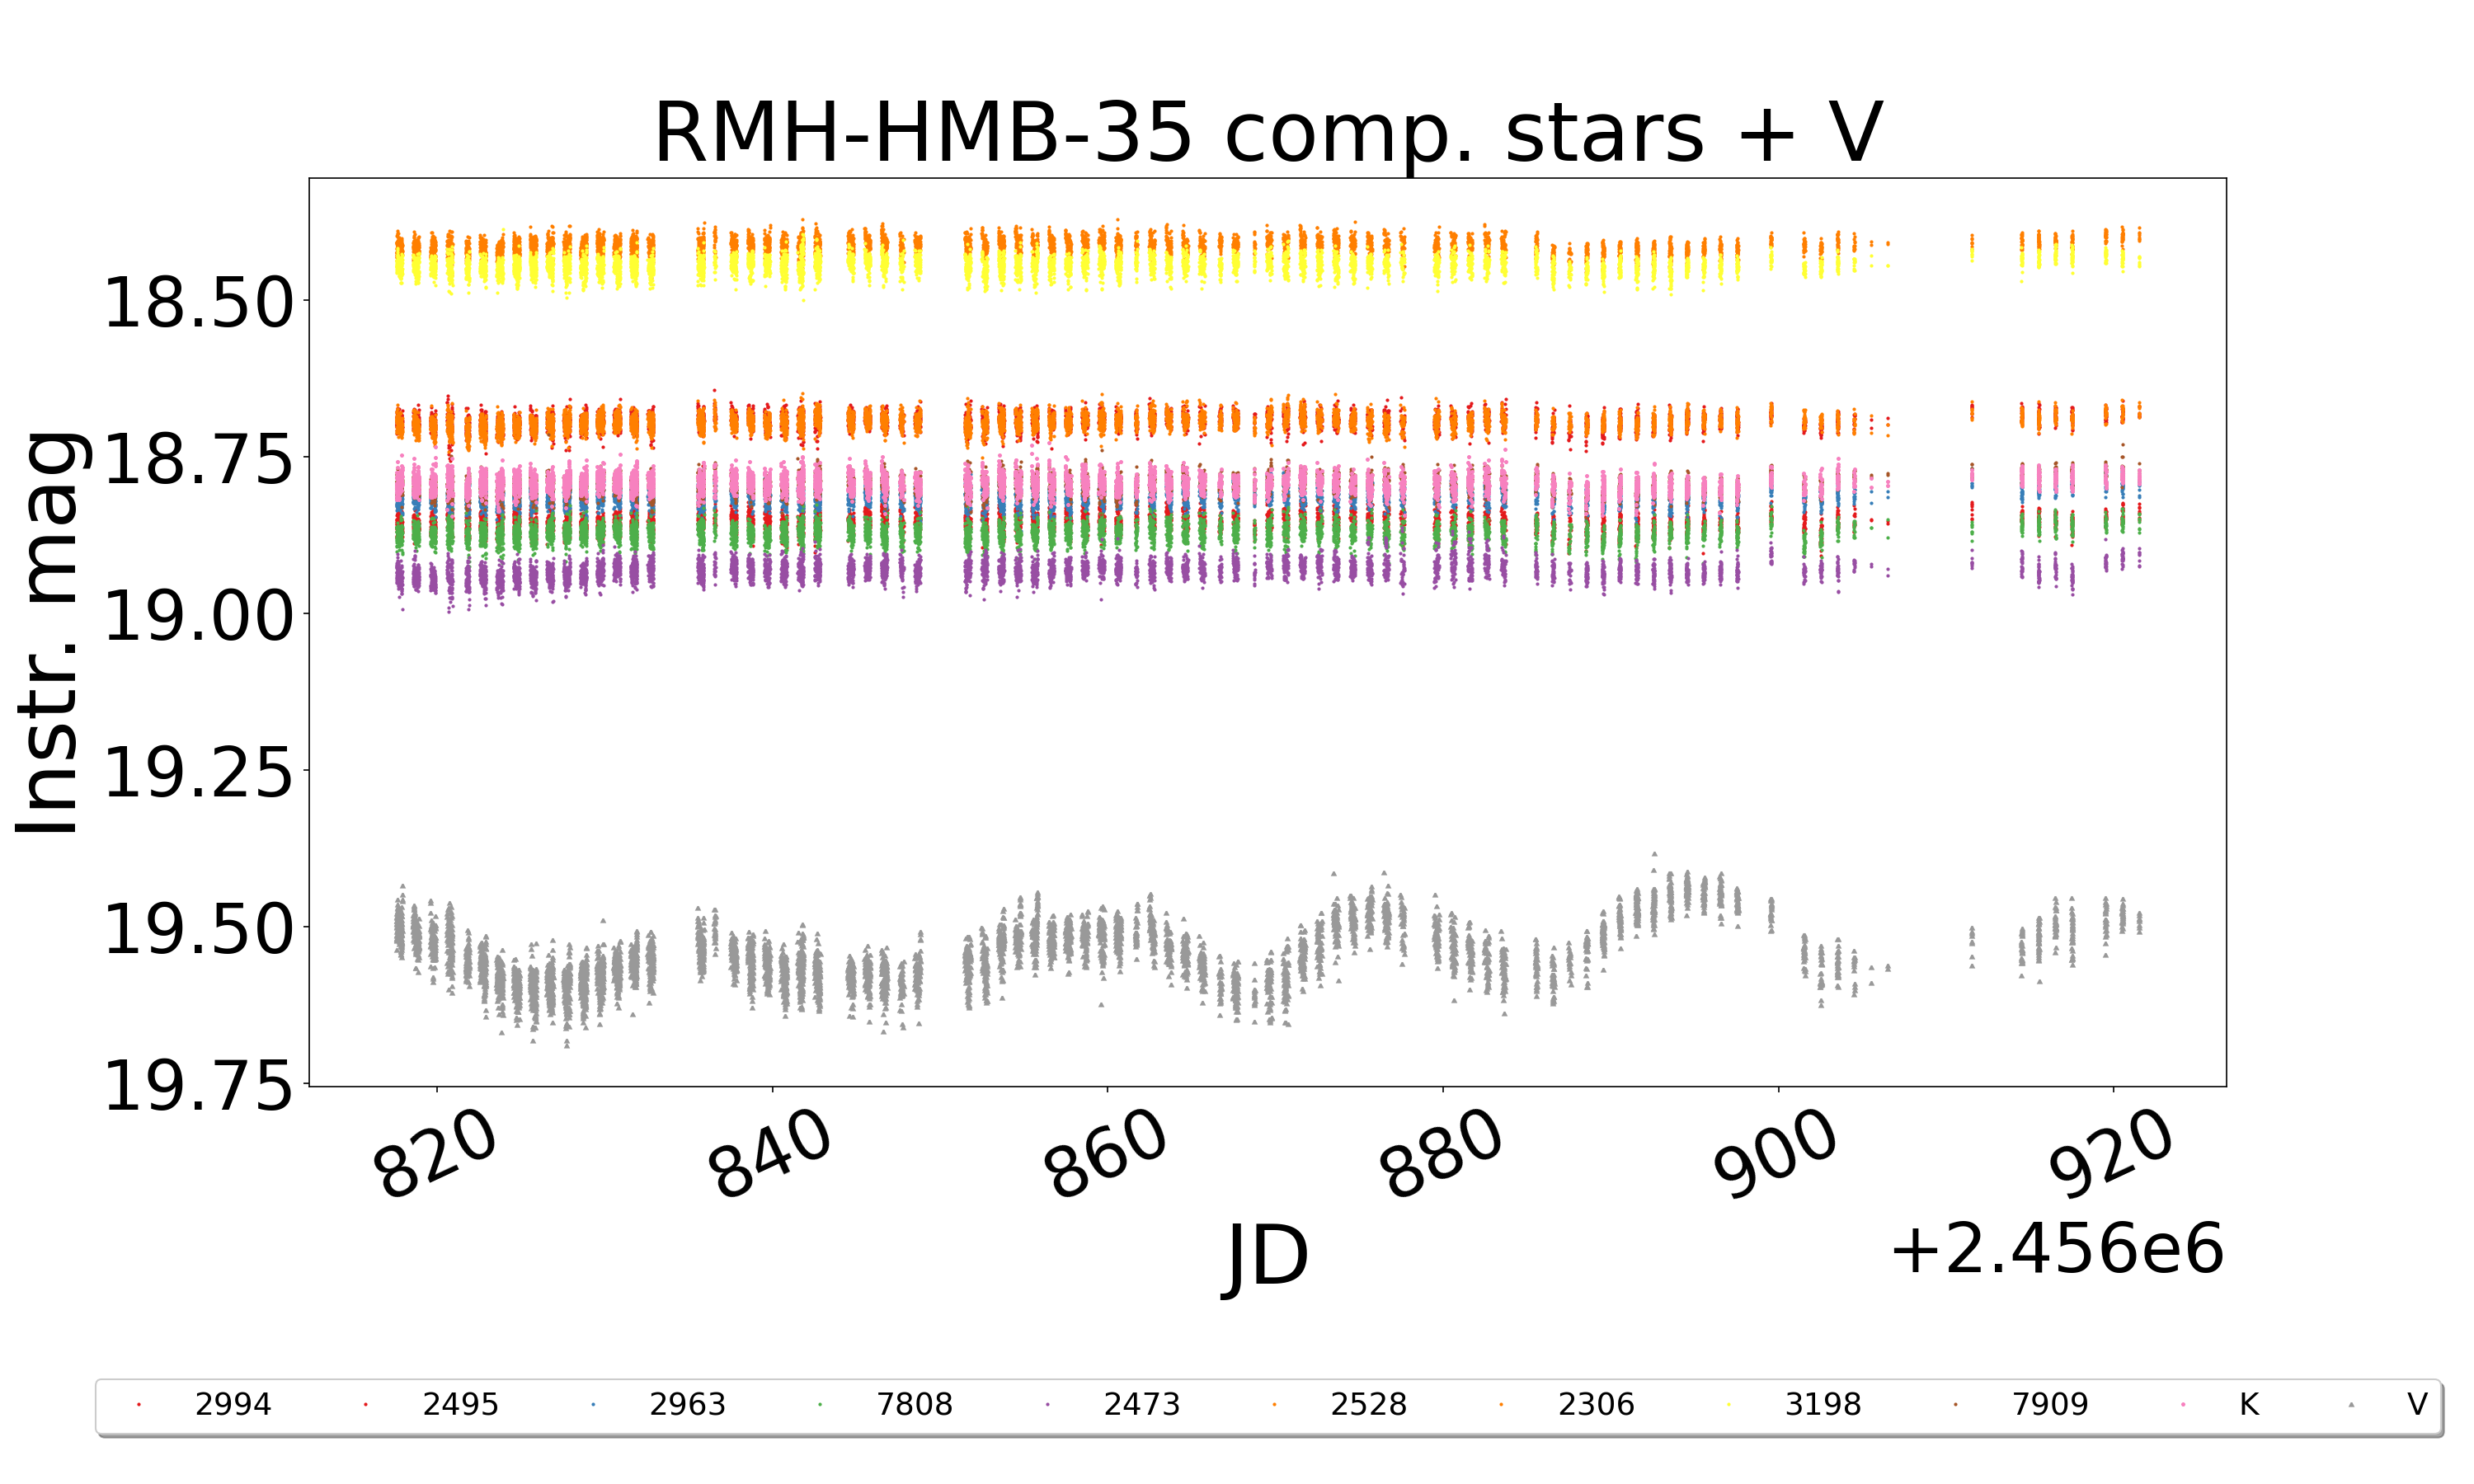 RMH-HMB-35 comp. stars + V
Instr. mag
18.50
18.75
19.00
19.25
19.50
19.75
820 840 860 880 900 920
JD
+2.456e6
2994 2495 2963 7808 2473 2528 2306 3198 7909 K V